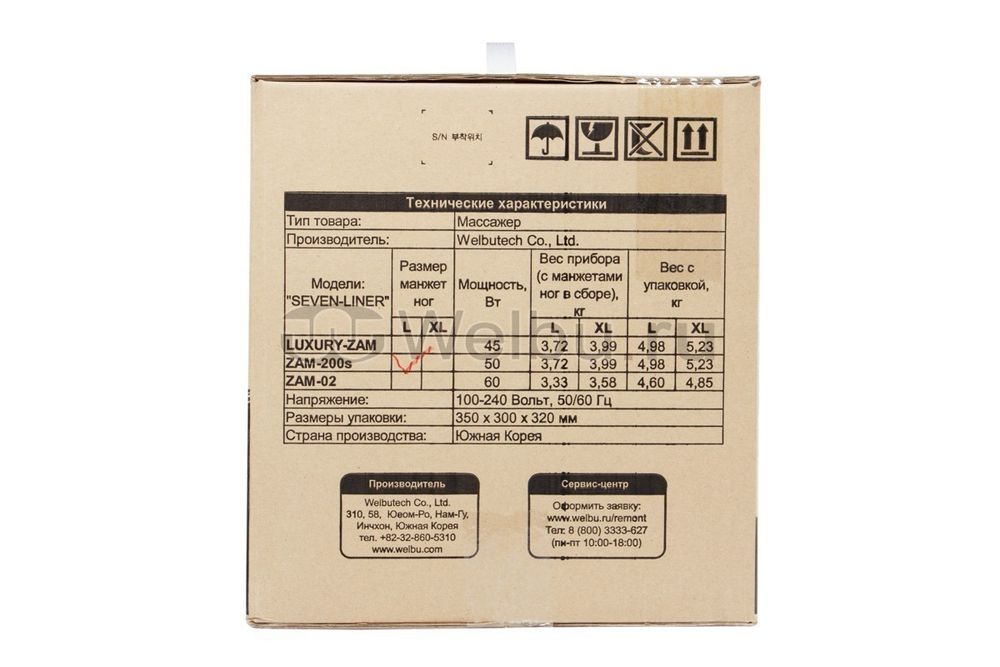 S/N 부착위치
Технические характеристики
Тип товара: Массажер
Производитель: Welbutech Co., Ltd.
Модели: "SEVEN-LINER" Размер манжет ног Мощность, Вт Вес прибора (с манжетами ног в сборе), кг Вес с упаковкой, кг
L XL L XL L XL
LUXURY-ZAM 45 3,72 3,99 4,98 5,23
ZAM-200s 50 3,72 3,99 4,98 5,23
ZAM-02 60 3,33 3,58 4,60 4,85
Напряжение: 100-240 Вольт, 50/60 Гц
Размеры упаковки: 350 x 300 x 320 мм
Страна производства: Южная Корея
Welbu.ru
Производитель
Welbutech Co., Ltd.
310, 58, Ювом-Ро, Нам-Гу,
Инчхон, Южная Корея
тел. +82-32-860-5310
www.welbu.com
Сервис-центр
Оформить заявку:
www.welbu.ru/remont
Тел: 8 (800) 3333-627
(пн-пт 10:00-18:00)